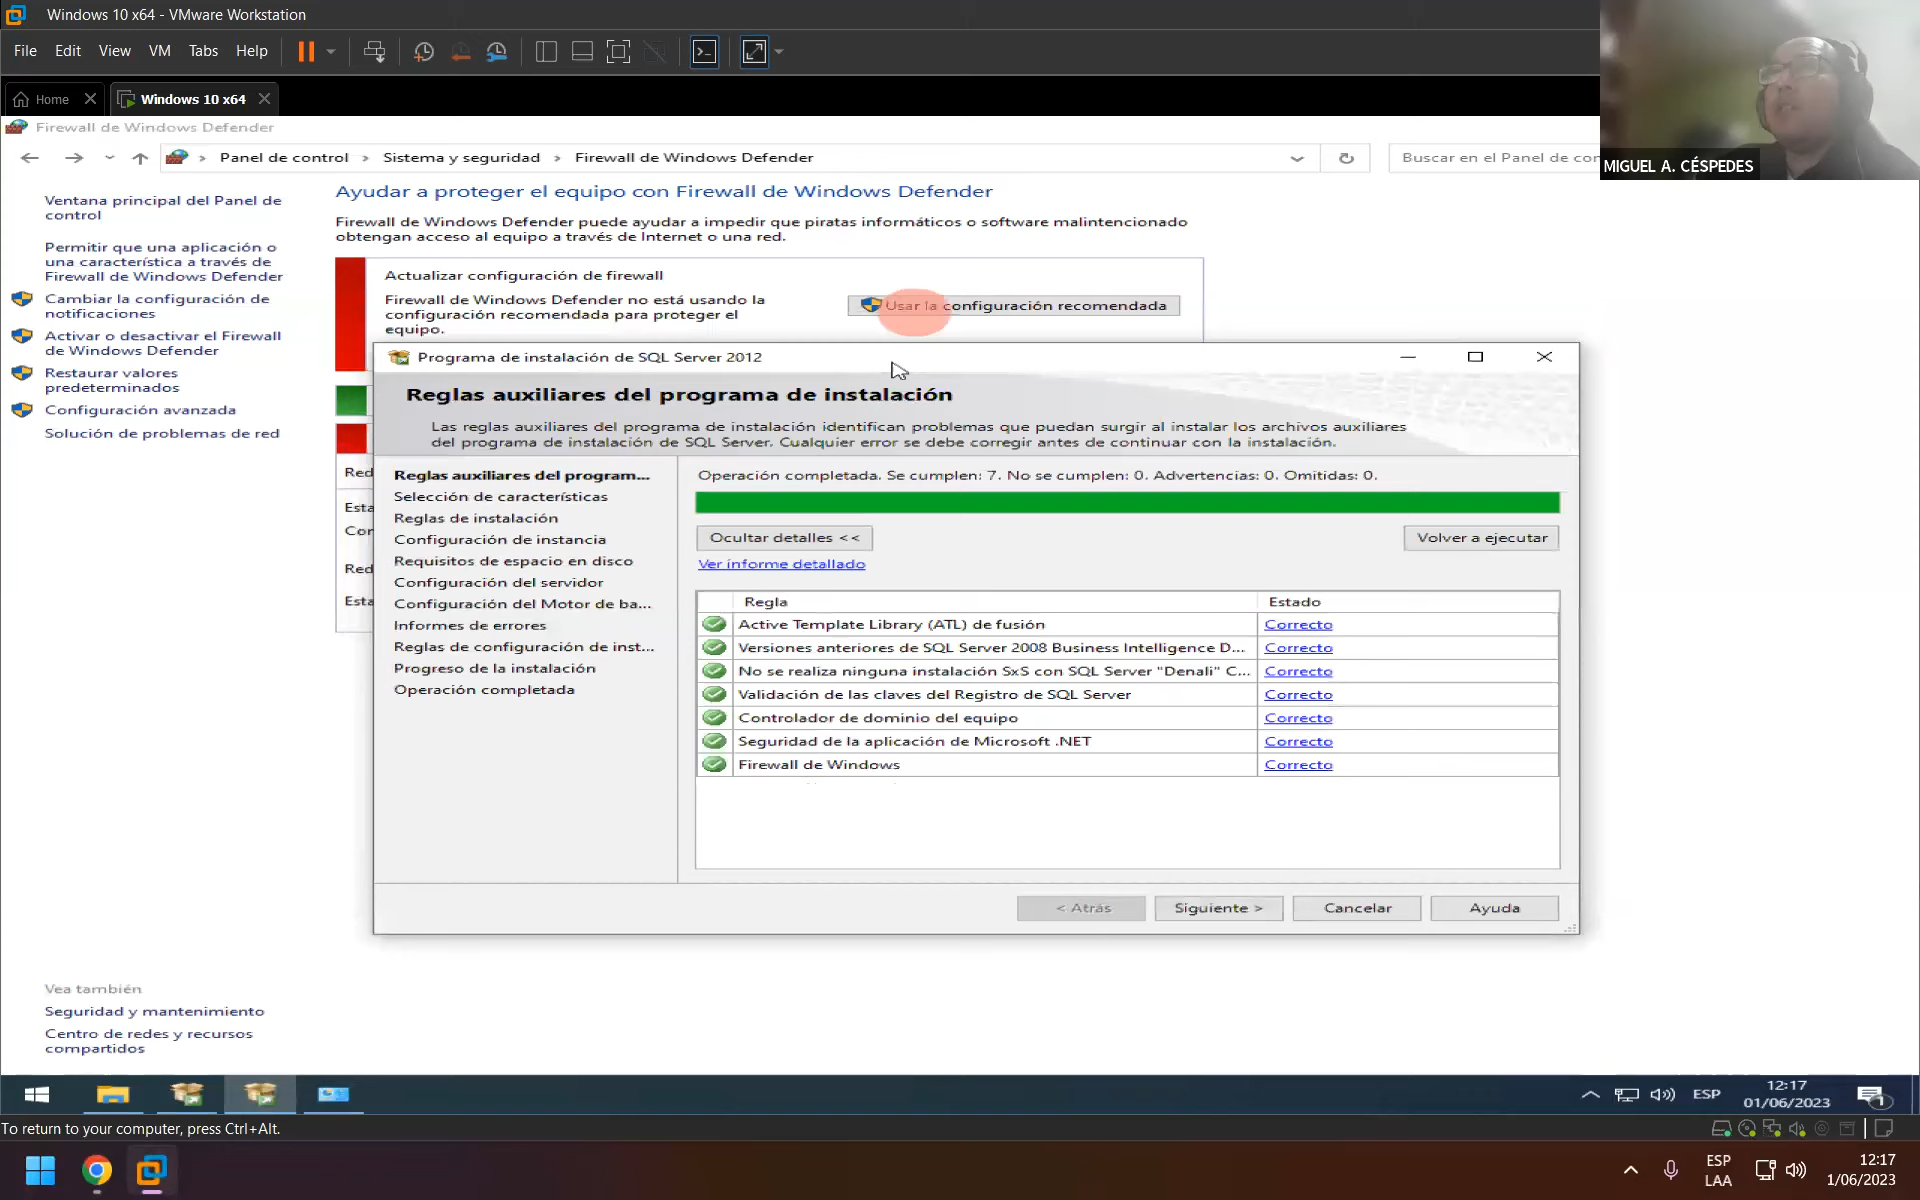 Windows 10 x64 - VMware Workstation
File Edit View VM Tabs Help
Home
Windows 10 x64
MIGUEL A. CÉSPEDES
Firewall de Windows Defender
Panel de control > Sistema y seguridad > Firewall de Windows Defender
Buscar en el Panel de
Ventana principal del Panel de
control
Permitir que una aplicación o
una característica a través de
Firewall de Windows Defender
Cambiar la configuración de
notificaciones
Activar o desactivar el Firewall
de Windows Defender
Restaurar valores
predeterminados
Configuración avanzada
Solución de problemas de red
Ayudar a proteger el equipo con Firewall de Windows Defender
Firewall de Windows Defender puede ayudar a impedir que piratas informáticos o software malintencionado
obtengan acceso al equipo a través de Internet o una red.
Actualizar configuración de firewall
Firewall de Windows Defender no está usando la
configuración recomendada para proteger el
equipo.
Usar la configuración recomendada
Red
Esta
Con
Red
Esta
Programa de instalación de SQL Server 2012
Reglas auxiliares del programa de instalación
Las reglas auxiliares del programa de instalación identifican problemas que puedan surgir al instalar los archivos auxiliares
del programa de instalación de SQL Server. Cualquier error se debe corregir antes de continuar con la instalación.
Reglas auxiliares del program...
Selección de características
Reglas de instalación
Configuración de instancia
Requisitos de espacio en disco
Configuración del servidor
Configuración del Motor de ba...
Informes de errores
Reglas de configuración de inst...
Progreso de la instalación
Operación completada
Operación completada. Se cumplen: 7. No se cumplen: 0. Advertencias: 0. Omitidas: 0.
Ocultar detalles <<
Volver a ejecutar
Ver informe detallado
Regla Estado
Active Template Library (ATL) de fusión Correcto
Versiones anteriores de SQL Server 2008 Business Intelligence D... Correcto
No se realiza ninguna instalación SxS con SQL Server "Denali" C... Correcto
Validación de las claves del Registro de SQL Server Correcto
Controlador de dominio del equipo Correcto
Seguridad de la aplicación de Microsoft .NET Correcto
Firewall de Windows Correcto
< Atrás Siguiente > Cancelar Ayuda
Vea también
Seguridad y mantenimiento
Centro de redes y recursos
compartidos
ESP
12:17
01/06/2023
1
To return to your computer, press Ctrl+Alt.
ESP
LAA
12:17
1/06/2023